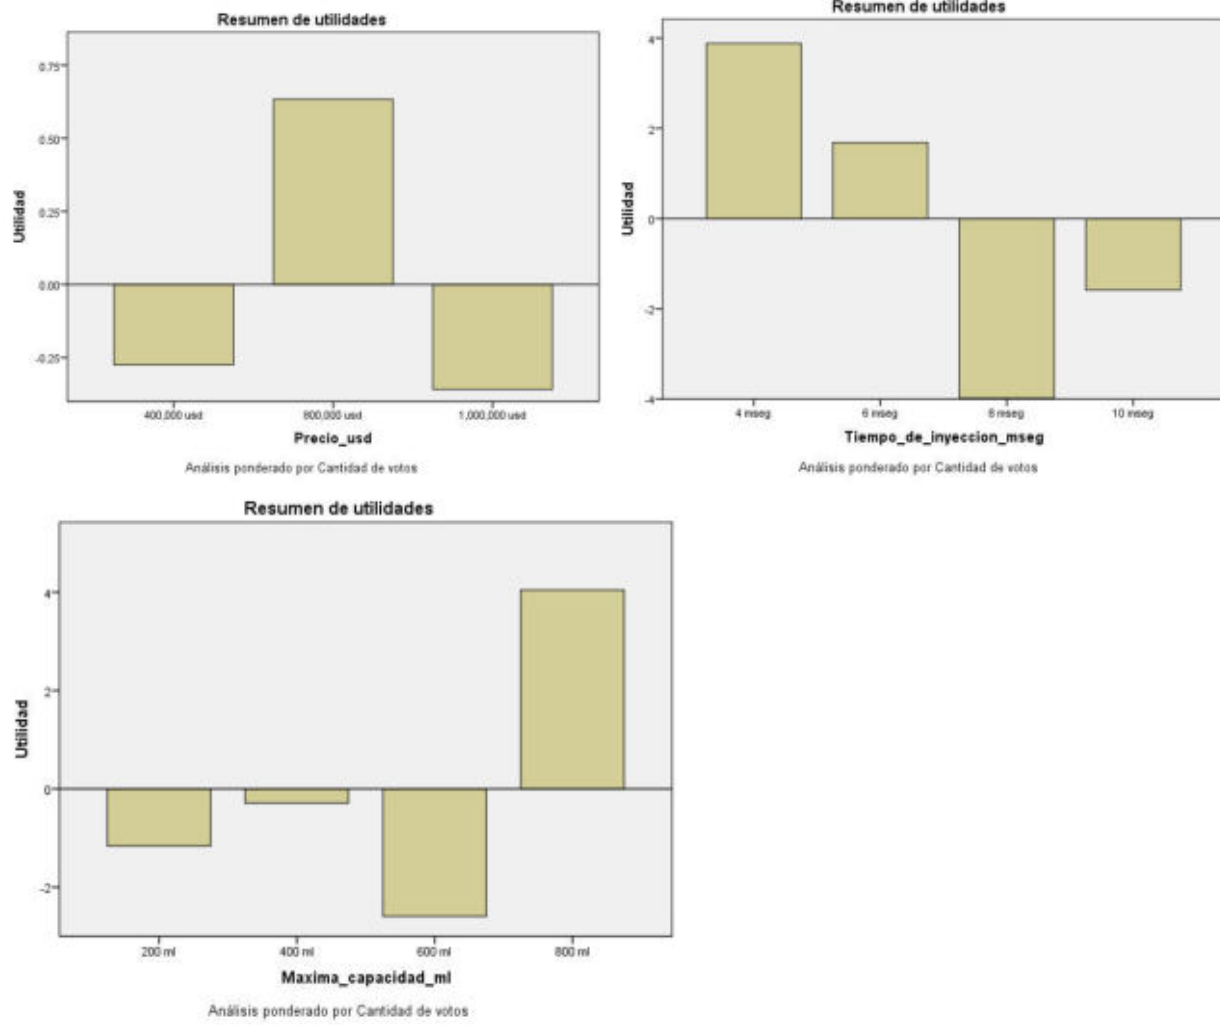 Resumen de utilidades
0.75
0.50
0.25
0.00
-0.25
Utilidad
400,000 usd 800,000 usd 1,000,000 usd
Precio_usd
Análisis ponderado por Cantidad de votos
Resumen de utilidades
4
2
0
-2
-4
Utilidad
4 mseg 6 mseg 8 mseg 10 mseg
Tiempo_de_inyeccion_mseg
Análisis ponderado por Cantidad de votos
Resumen de utilidades
4
2
0
-2
Utilidad
200 ml 400 ml 600 ml 800 ml
Maxima_capacidad_ml
Análisis ponderado por Cantidad de votos